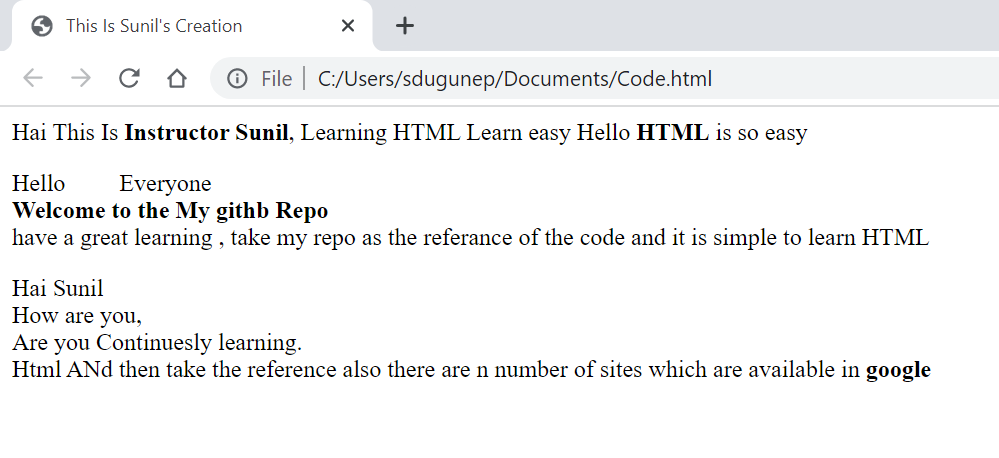 This Is Sunil's Creation
File C:/Users/sdugunep/Documents/Code.html
Hai This Is Instructor Sunil, Learning HTML Learn easy Hello HTML is so easy
Hello Everyone
Welcome to the My githb Repo
have a great learning , take my repo as the referance of the code and it is simple to learn HTML
Hai Sunil
How are you,
Are you Continuesly learning.
Html ANd then take the reference also there are n number of sites which are available in google